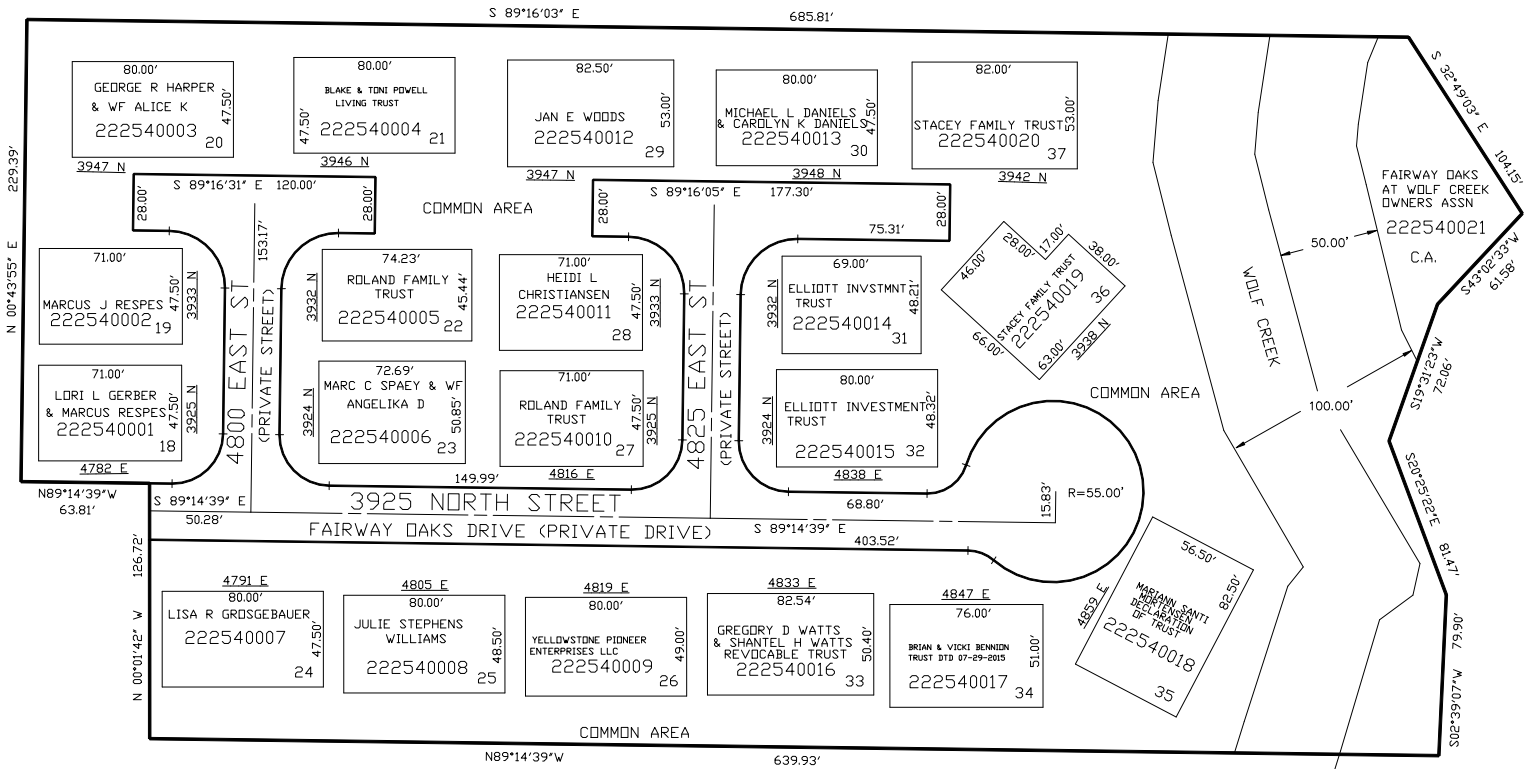 S 89°16'03" E 685.81'
80.00'
GEORGE R HARPER
& WF ALICE K
222540003
47.50'
20
3947 N
80.00'
BLAKE & TONI POWELL
LIVING TRUST
222540004
47.50'
21
3946 N
82.50'
JAN E WOODS
222540012
53.00'
29
3947 N
80.00'
MICHAEL L DANIELS
& CAROLYN K DANIELS
222540013
47.50'
30
3948 N
82.00'
STACEY FAMILY TRUST
222540020
53.00'
37
3942 N
S 32°49'03" E 104.15'
FAIRWAY OAKS
AT WOLF CREEK
OWNERS ASSN
222540021
C.A.
229.39'
N 00°43'55" E
28.00'
S 89°16'31" E 120.00'
28.00'
153.17'
COMMON AREA
28.00'
S 89°16'05" E 177.30'
28.00'
75.31'
71.00'
MARCUS J RESPES
222540002
47.50'
19
3933 N
4800 EAST ST
(PRIVATE STREET)
74.23'
ROLAND FAMILY
TRUST
222540005
45.44'
22
3932 N
71.00'
HEIDI L
CHRISTIANSEN
222540011
47.50'
28
3933 N
4825 EAST ST
(PRIVATE STREET)
69.00'
ELLIOTT INVSTMNT
TRUST
222540014
48.21'
31
3932 N
46.00'
28.00'
17.00'
38.00'
STACEY FAMILY TRUST
222540019
36
66.00'
63.00'
3938 N
50.00'
WOLF CREEK
S43°02'33"W
61.58'
S19°31'23"W
72.06'
100.00'
COMMON AREA
71.00'
LORI L GERBER
& MARCUS RESPES
222540001
47.50'
18
3925 N
4782 E
72.69'
MARC C SPAEY & WF
ANGELIKA D
222540006
50.85'
23
3924 N
71.00'
ROLAND FAMILY
TRUST
222540010
47.50'
27
3925 N
4816 E
80.00'
ELLIOTT INVESTMENT
TRUST
222540015
48.32'
32
3924 N
4838 E
N89°14'39"W
63.81'
S 89°14'39" E
50.28'
149.99'
3925 NORTH STREET
FAIRWAY OAKS DRIVE (PRIVATE DRIVE)
S 89°14'39" E
403.52'
68.80'
15.83'
R=55.00'
S20°25'22"E 81.47'
126.72'
N 00°01'42" W
4791 E
80.00'
LISA R GROSGEBAUER
222540007
47.50'
24
4805 E
80.00'
JULIE STEPHENS
WILLIAMS
222540008
48.50'
25
4819 E
80.00'
YELLOWSTONE PIONEER
ENTERPRISES LLC
222540009
49.00'
26
4833 E
82.54'
GREGORY D WATTS
& SHANTEL H WATTS
REVOCABLE TRUST
222540016
50.40'
33
4847 E
76.00'
BRIAN & VICKI BENNION
TRUST DTD 07-29-2015
222540017
51.00'
34
4859 E
56.50'
MARIANN SANTI
MORTENSEN
DECLARATION
OF TRUST
222540018
82.50'
35
S02°39'07"W 79.90'
COMMON AREA
N89°14'39"W 639.93'